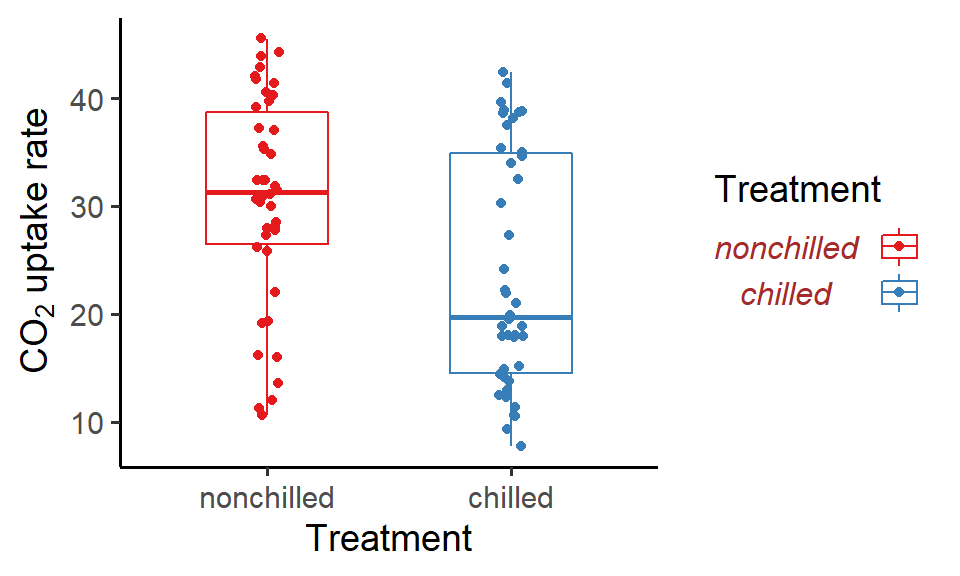 CO₂ uptake rate
40
30
20
10
nonchilled chilled
Treatment
Treatment
nonchilled
chilled